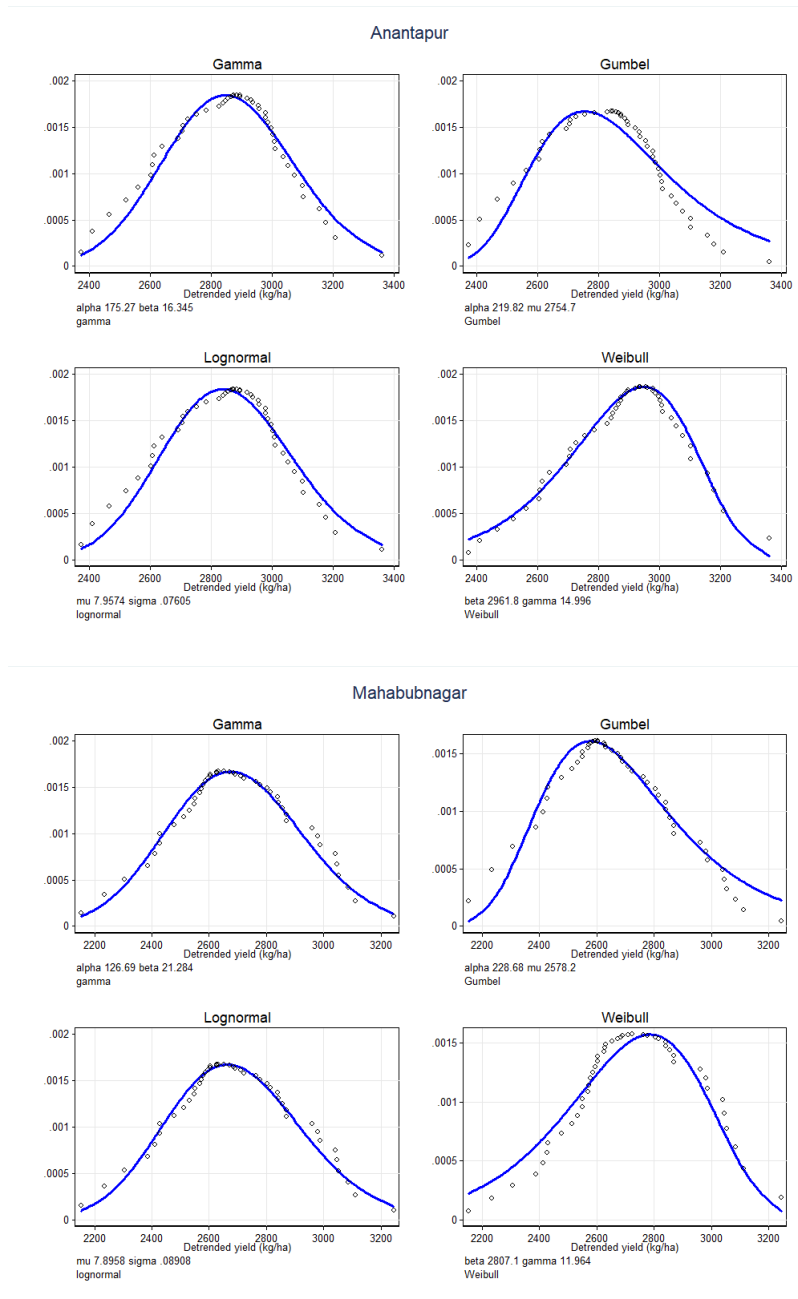 Anantapur
Gamma
.002
.0015
.001
.0005
0
2400 2600 2800 3000 3200 3400
Detrended yield (kg/ha)
alpha 175.27 beta 16.345
gamma
Gumbel
.002
.0015
.001
.0005
0
2400 2600 2800 3000 3200 3400
Detrended yield (kg/ha)
alpha 219.82 mu 2754.7
Gumbel
Lognormal
.002
.0015
.001
.0005
0
2400 2600 2800 3000 3200 3400
Detrended yield (kg/ha)
mu 7.9574 sigma .07605
lognormal
Weibull
.002
.0015
.001
.0005
0
2400 2600 2800 3000 3200 3400
Detrended yield (kg/ha)
beta 2961.8 gamma 14.996
Weibull
Mahabubnagar
Gamma
.002
.0015
.001
.0005
0
2200 2400 2600 2800 3000 3200
Detrended yield (kg/ha)
alpha 126.69 beta 21.284
gamma
Gumbel
.0015
.001
.0005
0
2200 2400 2600 2800 3000 3200
Detrended yield (kg/ha)
alpha 228.68 mu 2578.2
Gumbel
Lognormal
.002
.0015
.001
.0005
0
2200 2400 2600 2800 3000 3200
Detrended yield (kg/ha)
mu 7.8958 sigma .08908
lognormal
Weibull
.0015
.001
.0005
0
2200 2400 2600 2800 3000 3200
Detrended yield (kg/ha)
beta 2807.1 gamma 11.964
Weibull